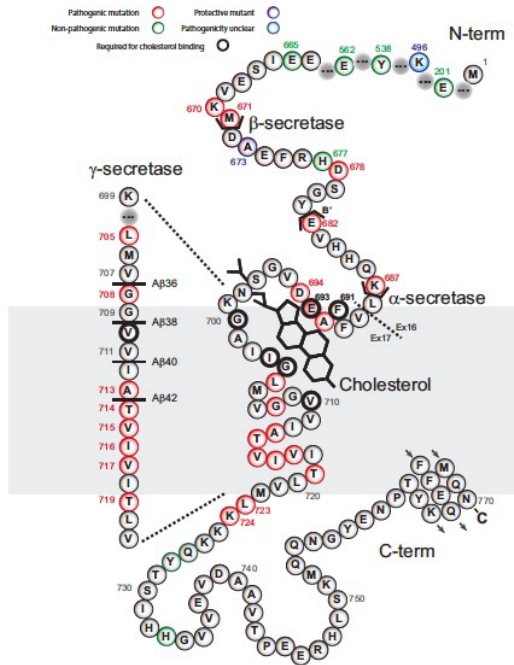 Pathogenic mutation
Protective mutant
Non-pathogenic mutation
Pathogenicity unclear
Required for cholesterol binding
N-term
665 562 538 496 201 1
V E S I E E ··· E ··· Y ··· K ··· E ··· M
670 K M 671
β-secretase
D A E F R H D
673 677 678
Y G S
B'
E 682
V H H Q K 687
L
α-secretase
γ-secretase
699 K
···
705 L
M
707 V
Aβ36
708 G
709 G
Aβ38
V
711 V
Aβ40
I
713 A
Aβ42
714 T
715 V
716 I
717 V
I
719 T
L
V
K N S G V D E A F F V
694 693 691
Ex16
Ex17
700 G
A I I G
Cholesterol
M L
V G G V 710
T A I V
V I V I
T 720
K L M V L T
723
724
K K K Q Y T
730 S I H H G V V E V D A A V T P E E R H L S K M Q Q N G Y E N P T
740
750
F M
F Q N 770
Y E
K Q
C
C-term